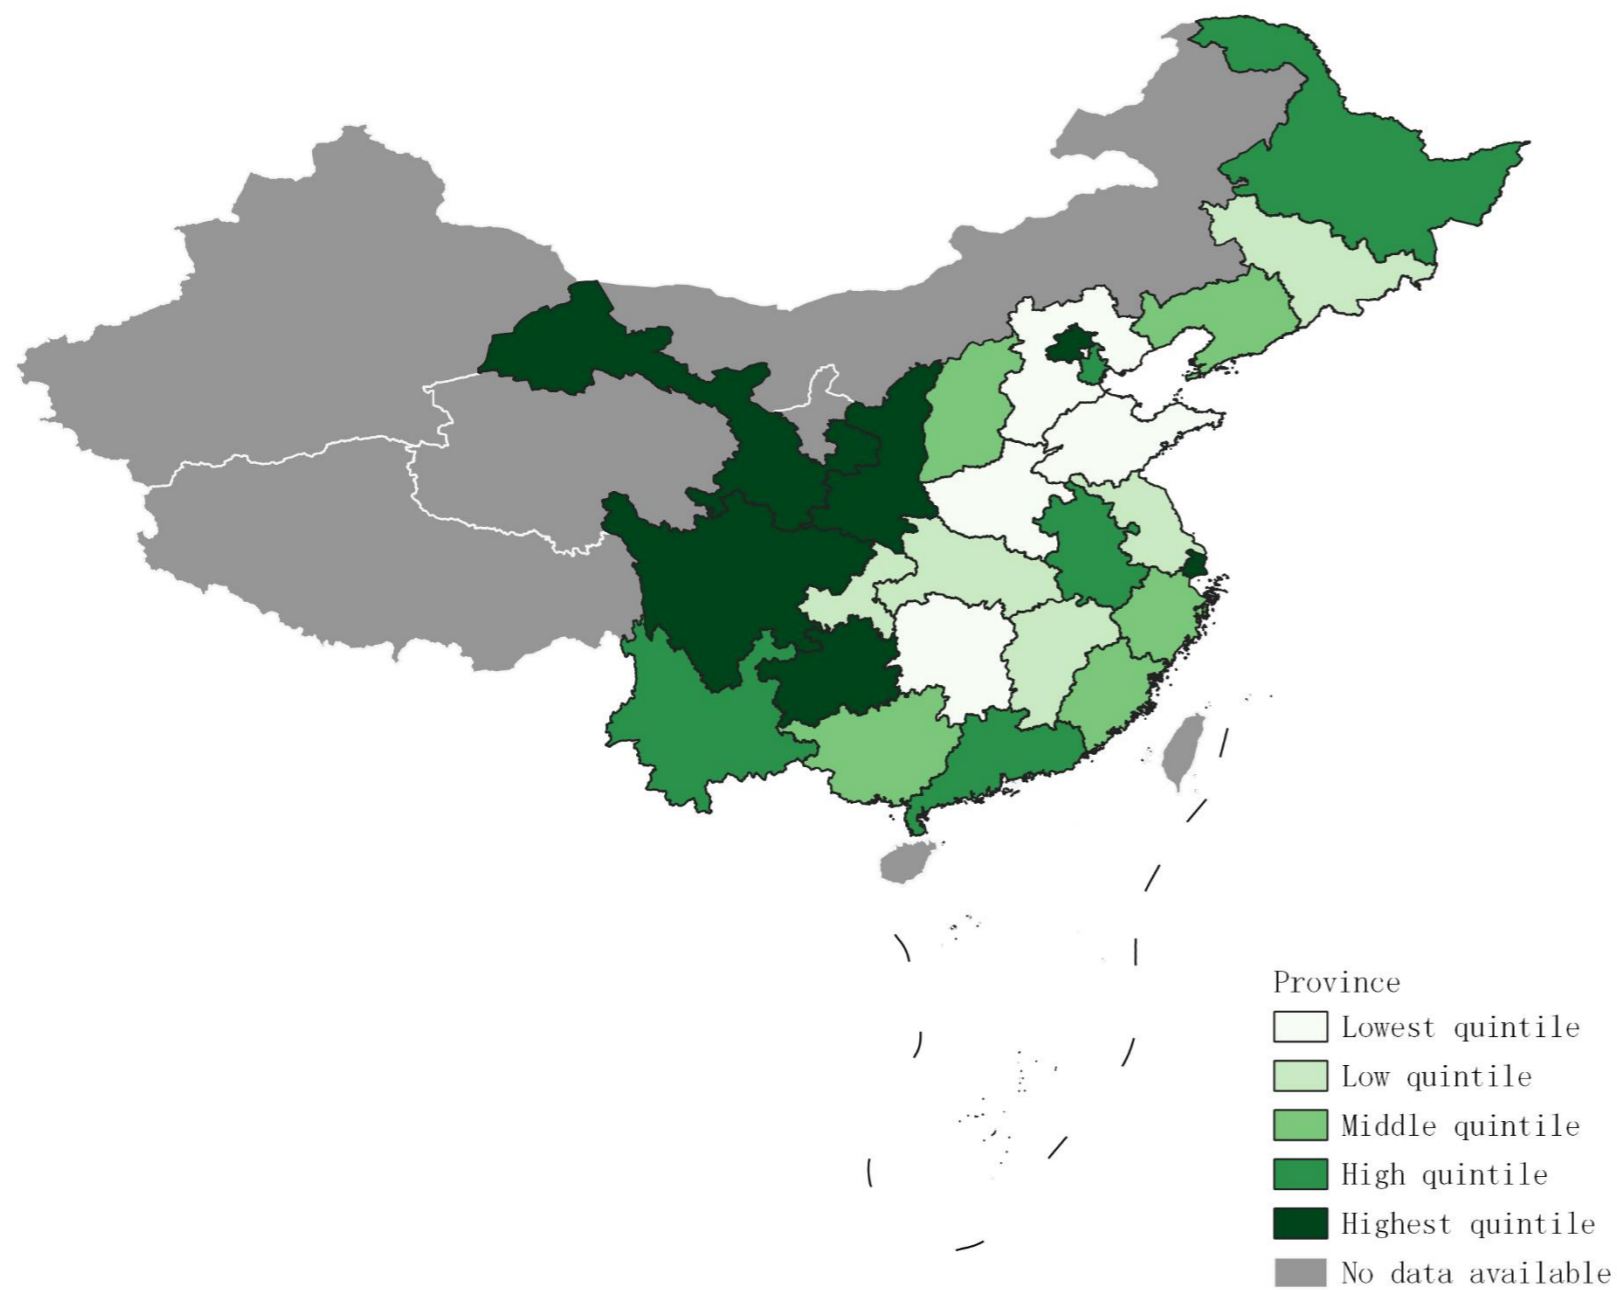 Province
Lowest quintile
Low quintile
Middle quintile
High quintile
Highest quintile
No data available